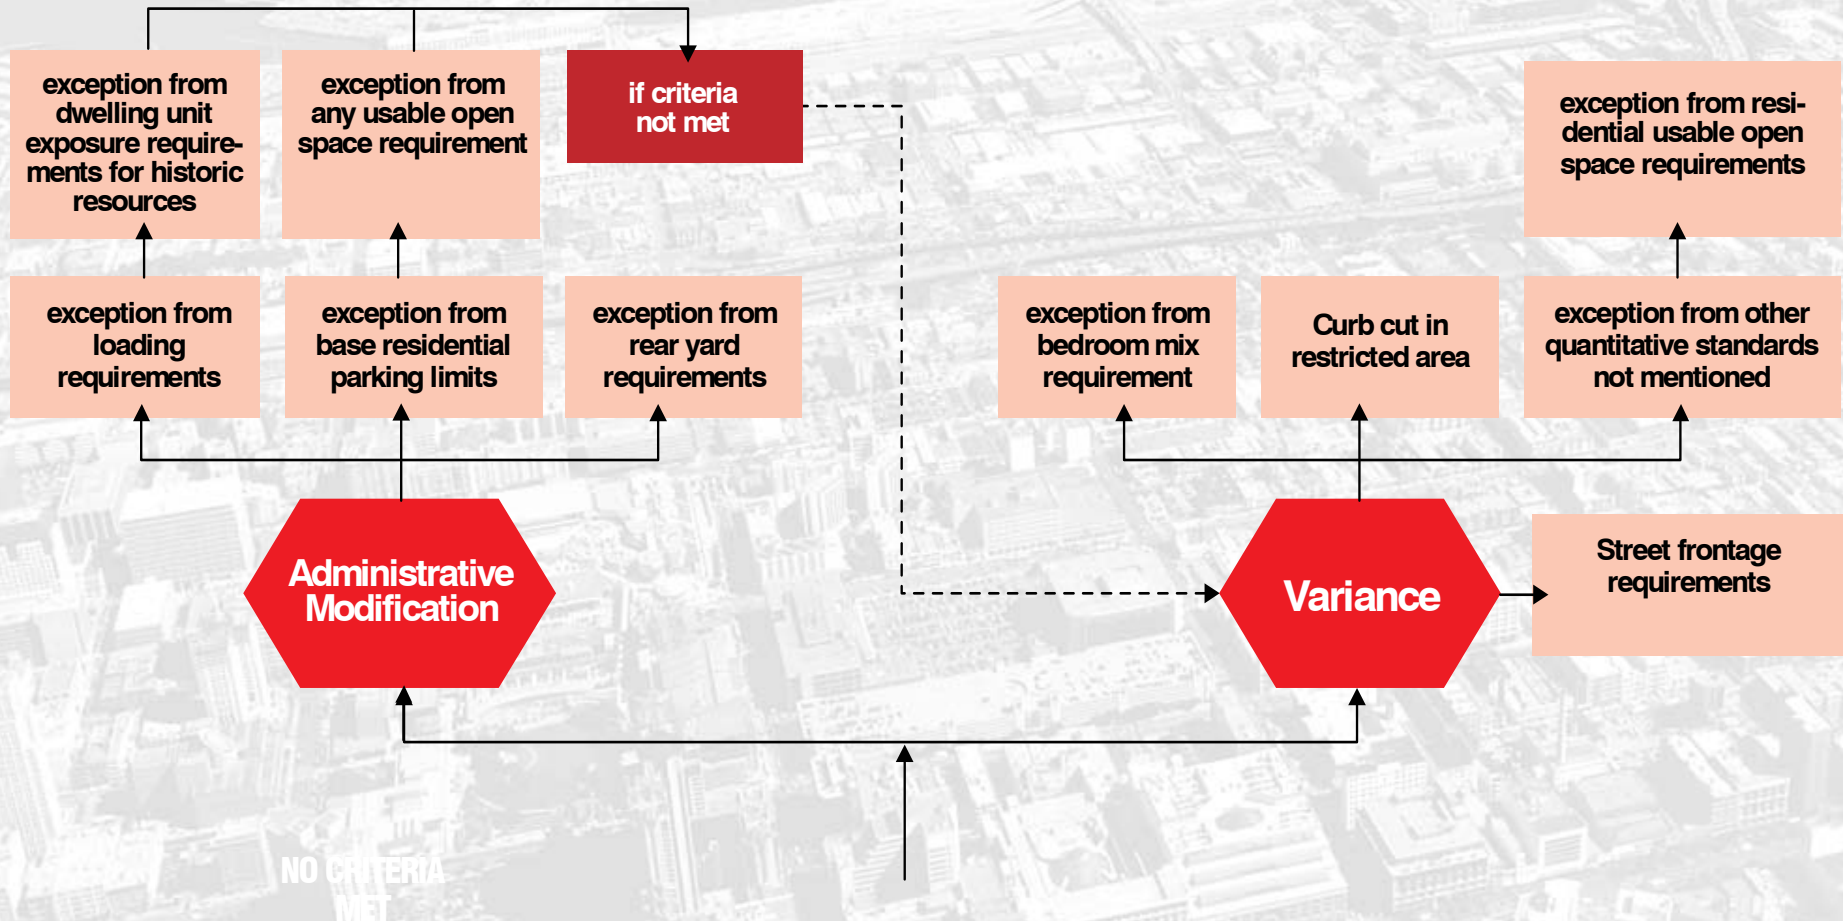 exception from
dwelling unit
exposure require-
ments for historic
resources
exception from
any usable open
space requirement
if criteria
not met
exception from resi-
dential usable open
space requirements
exception from
loading
requirements
exception from
base residential
parking limits
exception from
rear yard
requirements
exception from
bedroom mix
requirement
Curb cut in
restricted area
exception from other
quantitative standards
not mentioned
Administrative
Modification
Variance
Street frontage
requirements
NO CRITERIA
MET